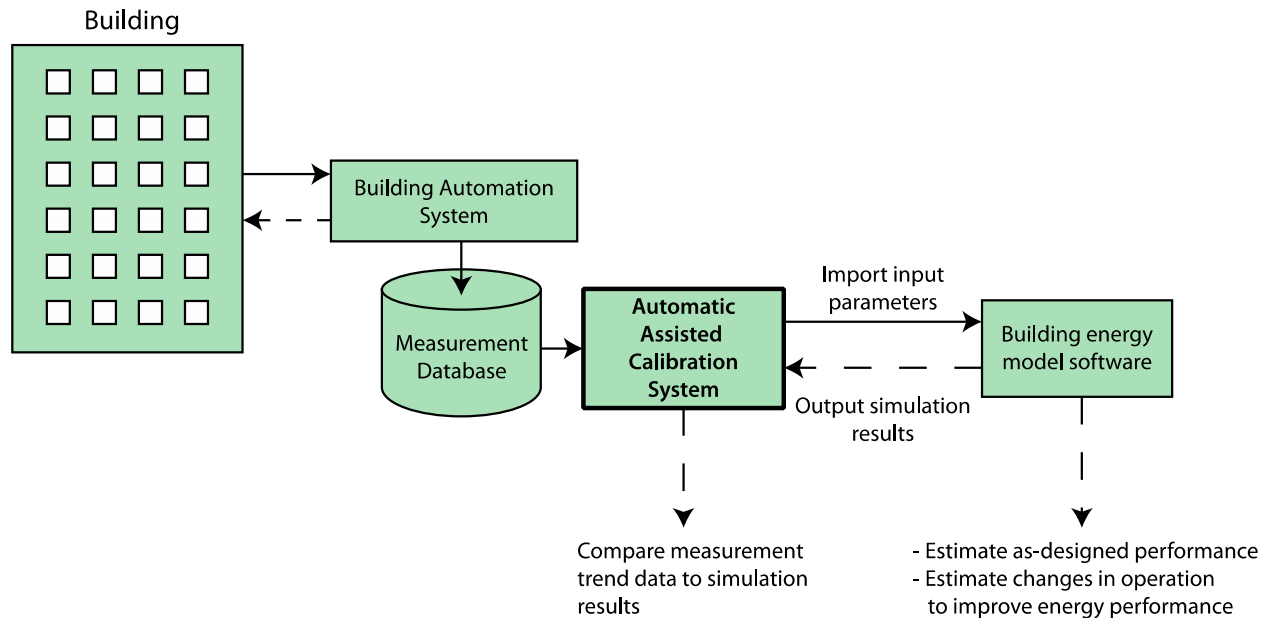 Building
Building Automation
System
Measurement
Database
Automatic
Assisted
Calibration
System
Import input
parameters
Building energy
model software
Output simulation
results
Compare measurement
trend data to simulation
results
- Estimate as-designed performance
- Estimate changes in operation
to improve energy performance